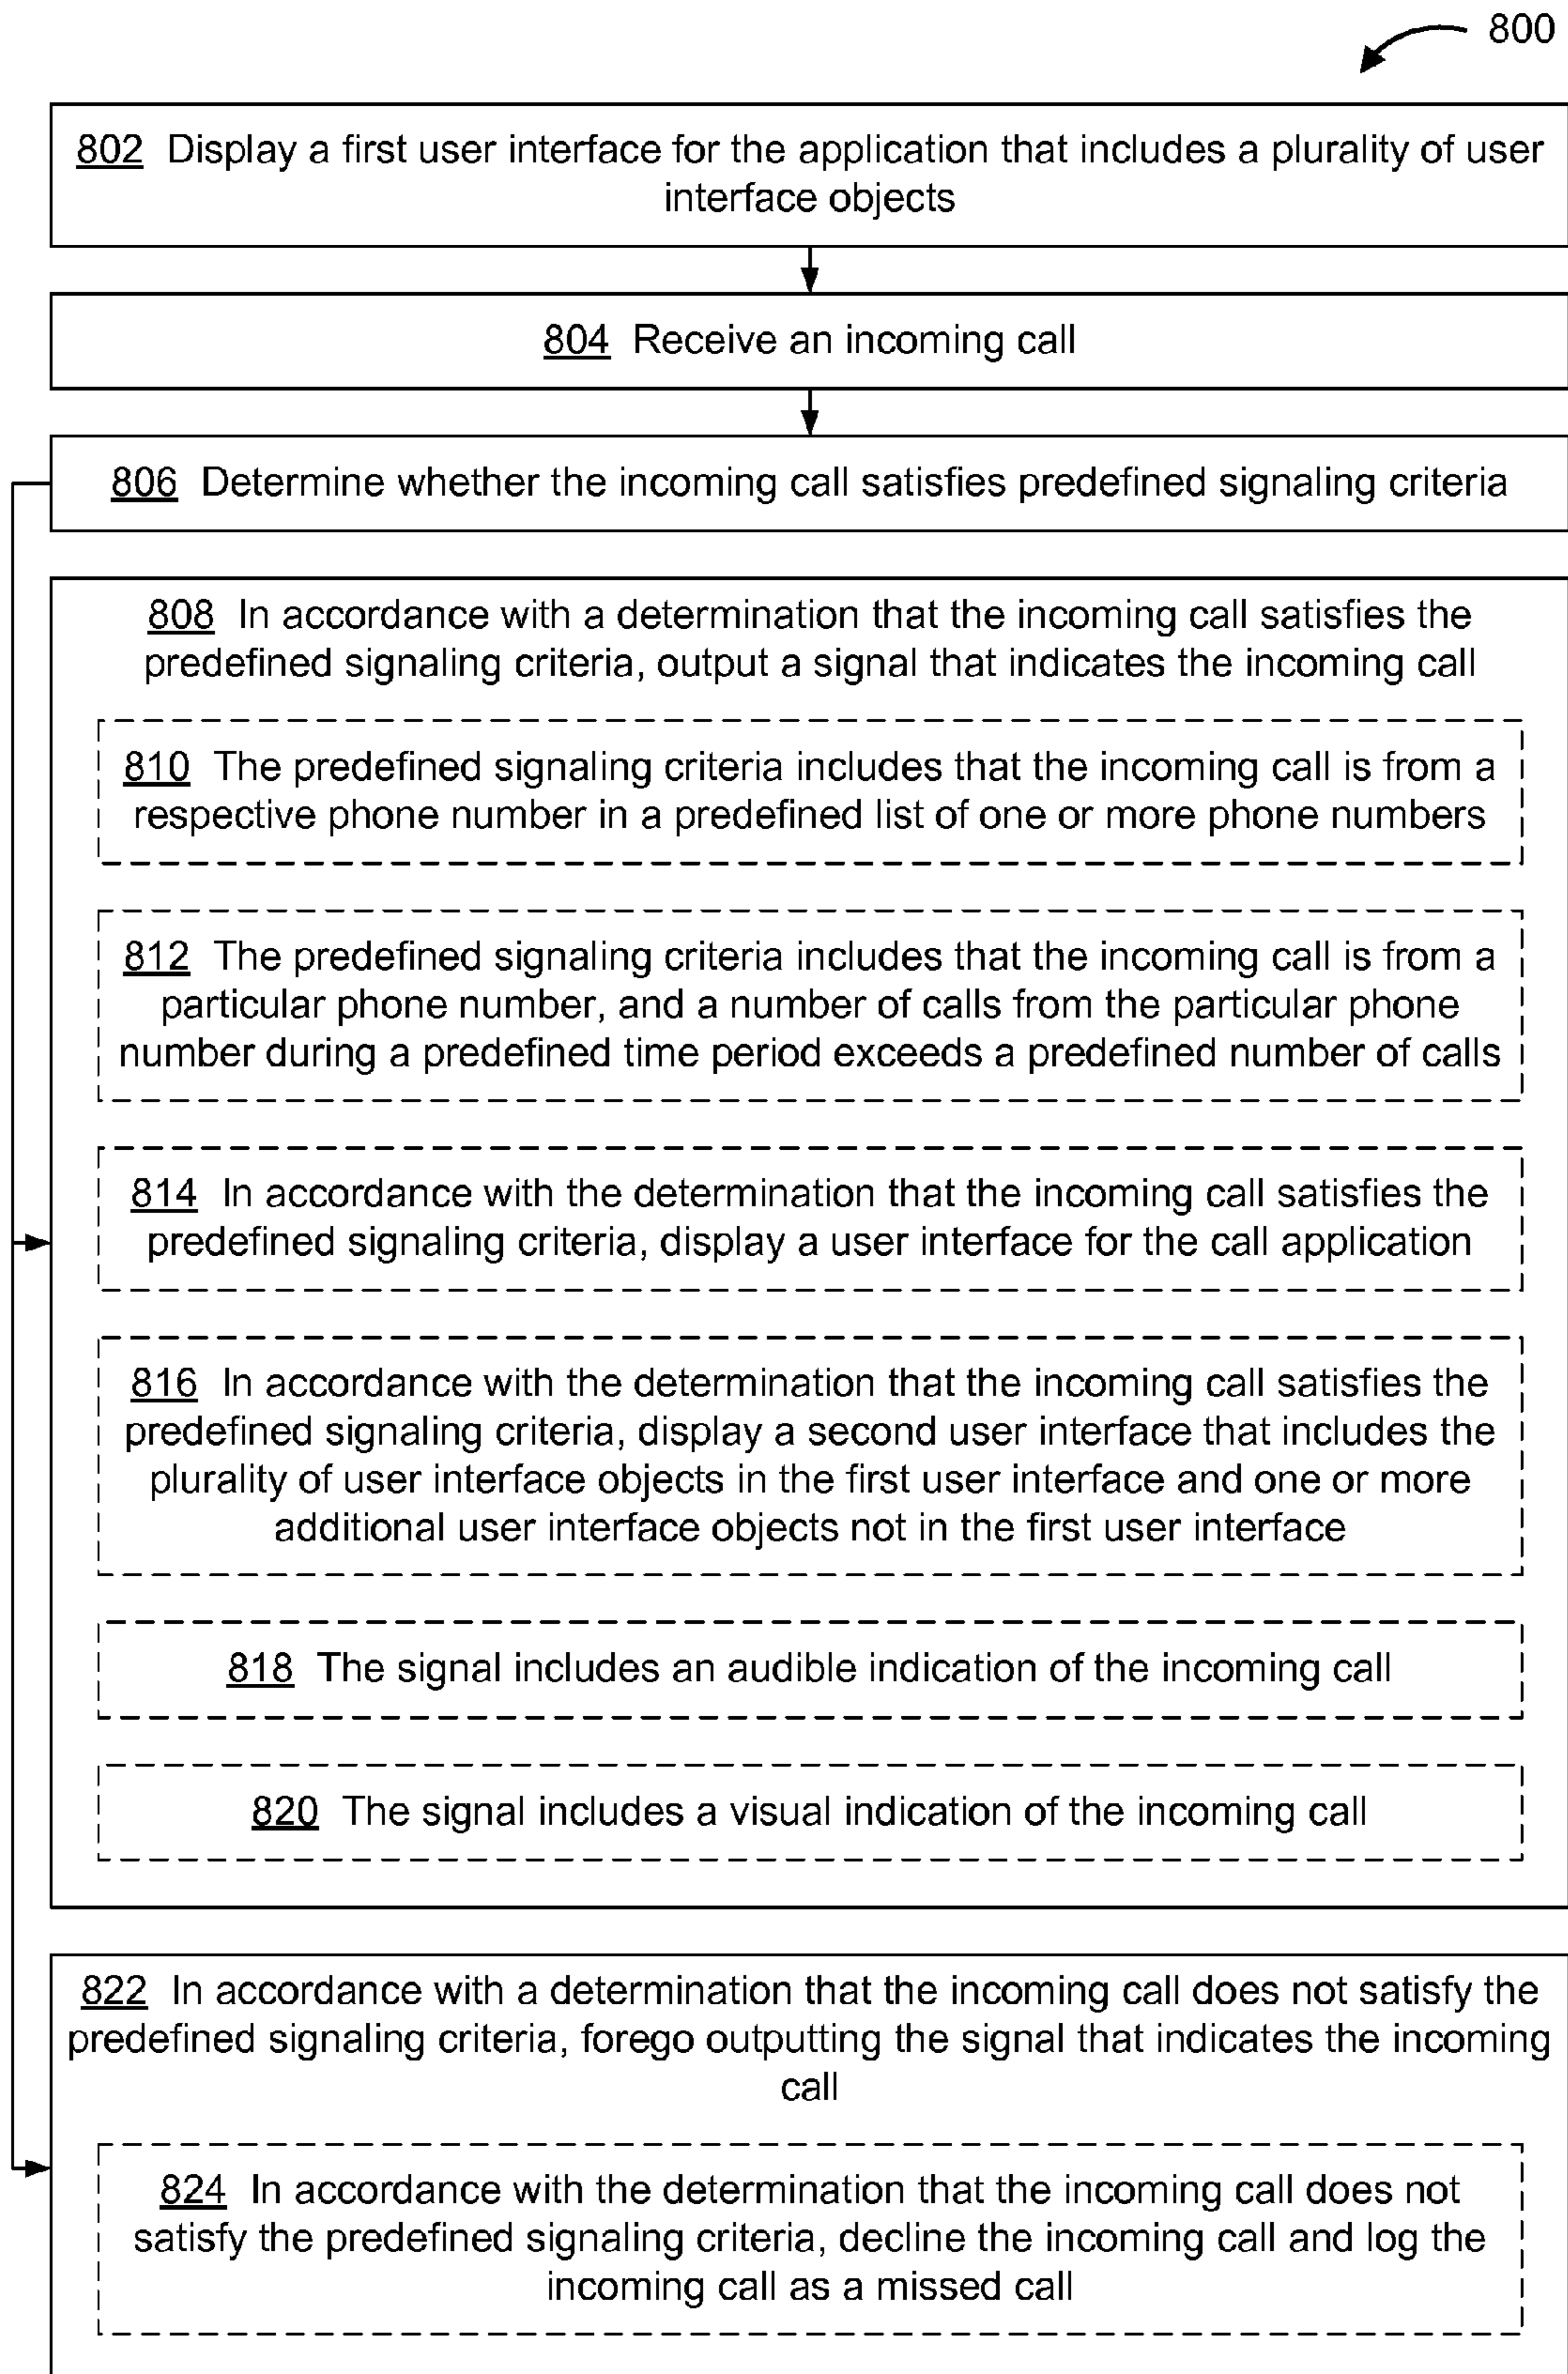 800
802 Display a first user interface for the application that includes a plurality of user
interface objects
804 Receive an incoming call
806 Determine whether the incoming call satisfies predefined signaling criteria
808 In accordance with a determination that the incoming call satisfies the
predefined signaling criteria, output a signal that indicates the incoming call
810 The predefined signaling criteria includes that the incoming call is from a
respective phone number in a predefined list of one or more phone numbers
812 The predefined signaling criteria includes that the incoming call is from a
particular phone number, and a number of calls from the particular phone
number during a predefined time period exceeds a predefined number of calls
814 In accordance with the determination that the incoming call satisfies the
predefined signaling criteria, display a user interface for the call application
816 In accordance with the determination that the incoming call satisfies the
predefined signaling criteria, display a second user interface that includes the
plurality of user interface objects in the first user interface and one or more
additional user interface objects not in the first user interface
818 The signal includes an audible indication of the incoming call
820 The signal includes a visual indication of the incoming call
822 In accordance with a determination that the incoming call does not satisfy the
predefined signaling criteria, forego outputting the signal that indicates the incoming
call
824 In accordance with the determination that the incoming call does not
satisfy the predefined signaling criteria, decline the incoming call and log the
incoming call as a missed call